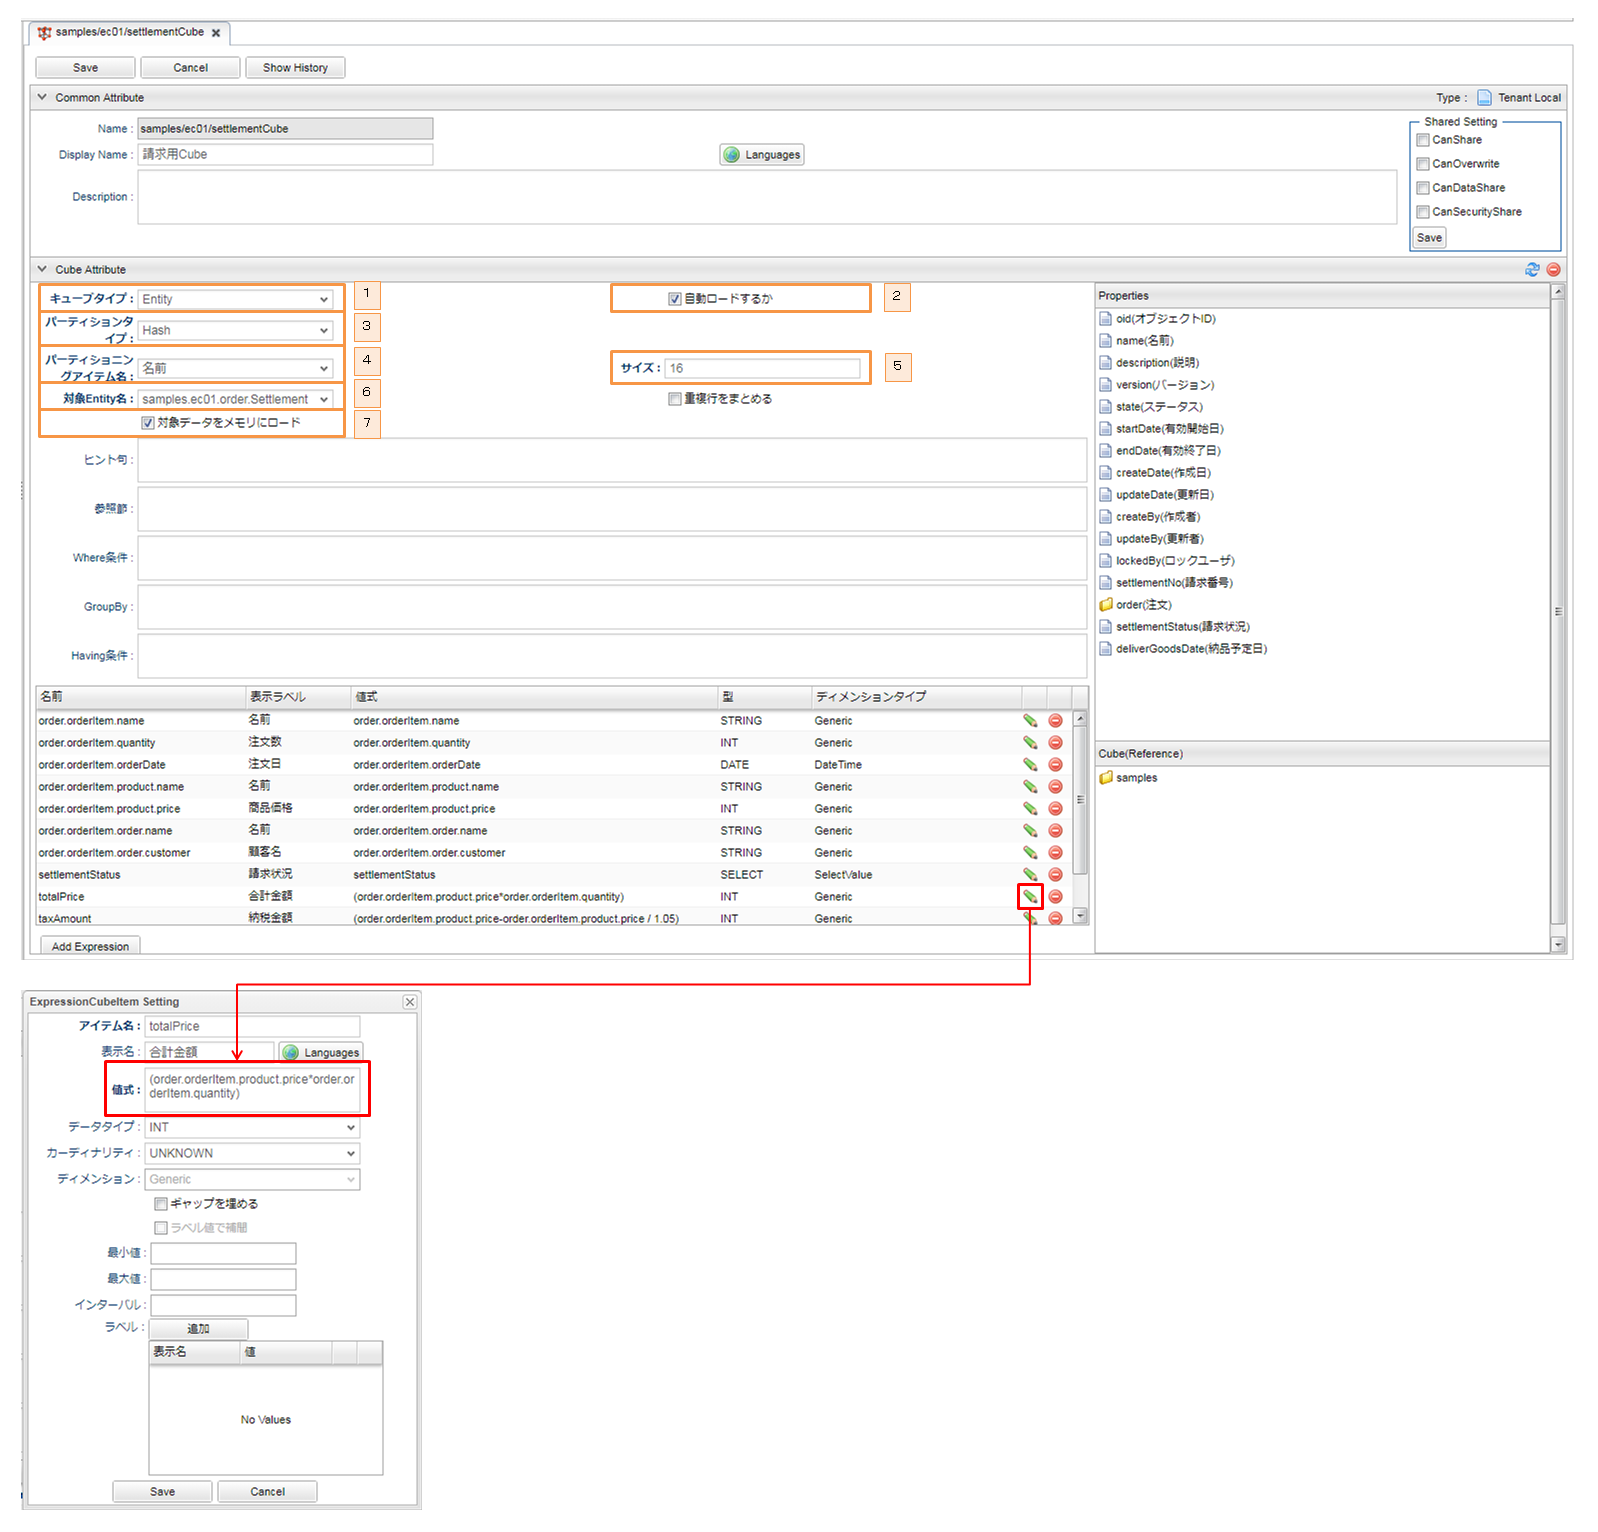 samples/ec01/settlementCube
Save Cancel Show History
Common Attribute Type : Tenant Local
Name : samples/ec01/settlementCube
Display Name : 請求用Cube Languages
Description :
Shared Setting
CanShare
CanOverwrite
CanDataShare
CanSecurityShare
Save
Cube Attribute
キューブタイプ : Entity 1
自動ロードするか 2
パーティションタイプ : Hash 3
パーティショニングアイテム名 : 名前 4
サイズ : 16 5
対象Entity名 : samples.ec01.order.Settlement 6
重複行をまとめる
対象データをメモリにロード 7
ヒント句 :
参照節 :
Where条件 :
GroupBy :
Having条件 :
名前 表示ラベル 値式 型 ディメンションタイプ
order.orderItem.name 名前 order.orderItem.name STRING Generic
order.orderItem.quantity 注文数 order.orderItem.quantity INT Generic
order.orderItem.orderDate 注文日 order.orderItem.orderDate DATE DateTime
order.orderItem.product.name 名前 order.orderItem.product.name STRING Generic
order.orderItem.product.price 商品価格 order.orderItem.product.price INT Generic
order.orderItem.order.name 名前 order.orderItem.order.name STRING Generic
order.orderItem.order.customer 顧客名 order.orderItem.order.customer STRING Generic
settlementStatus 請求状況 settlementStatus SELECT SelectValue
totalPrice 合計金額 (order.orderItem.product.price*order.orderItem.quantity) INT Generic
taxAmount 納税金額 (order.orderItem.product.price-order.orderItem.product.price / 1.05) INT Generic
Add Expression
Properties
oid(オブジェクトID)
name(名前)
description(説明)
version(バージョン)
state(ステータス)
startDate(有効開始日)
endDate(有効終了日)
createDate(作成日)
updateDate(更新日)
createBy(作成者)
updateBy(更新者)
lockedBy(ロックユーザ)
settlementNo(請求番号)
order(注文)
settlementStatus(請求状況)
deliverGoodsDate(納品予定日)
Cube(Reference)
samples
ExpressionCubeItem Setting
アイテム名 : totalPrice
表示名 : 合計金額 Languages
値式 : (order.orderItem.product.price*order.or
derItem.quantity)
データタイプ : INT
カーディナリティ : UNKNOWN
ディメンション : Generic
ギャップを埋める
ラベル値で補間
最小値 :
最大値 :
インターバル :
ラベル : 追加
表示名 値
No Values
Save Cancel